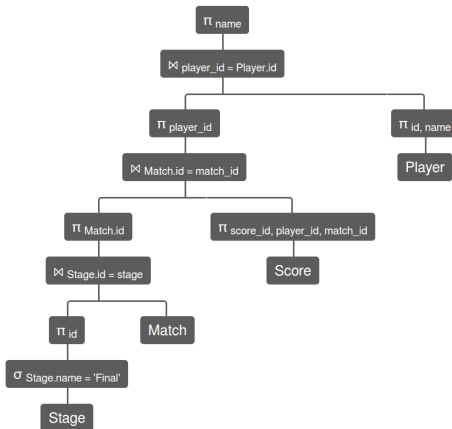 π name
⋈ player_id = Player.id
π player_id
π id, name
⋈ Match.id = match_id
Player
π Match.id
π score_id, player_id, match_id
⋈ Stage.id = stage
Score
π id
Match
σ Stage.name = 'Final'
Stage